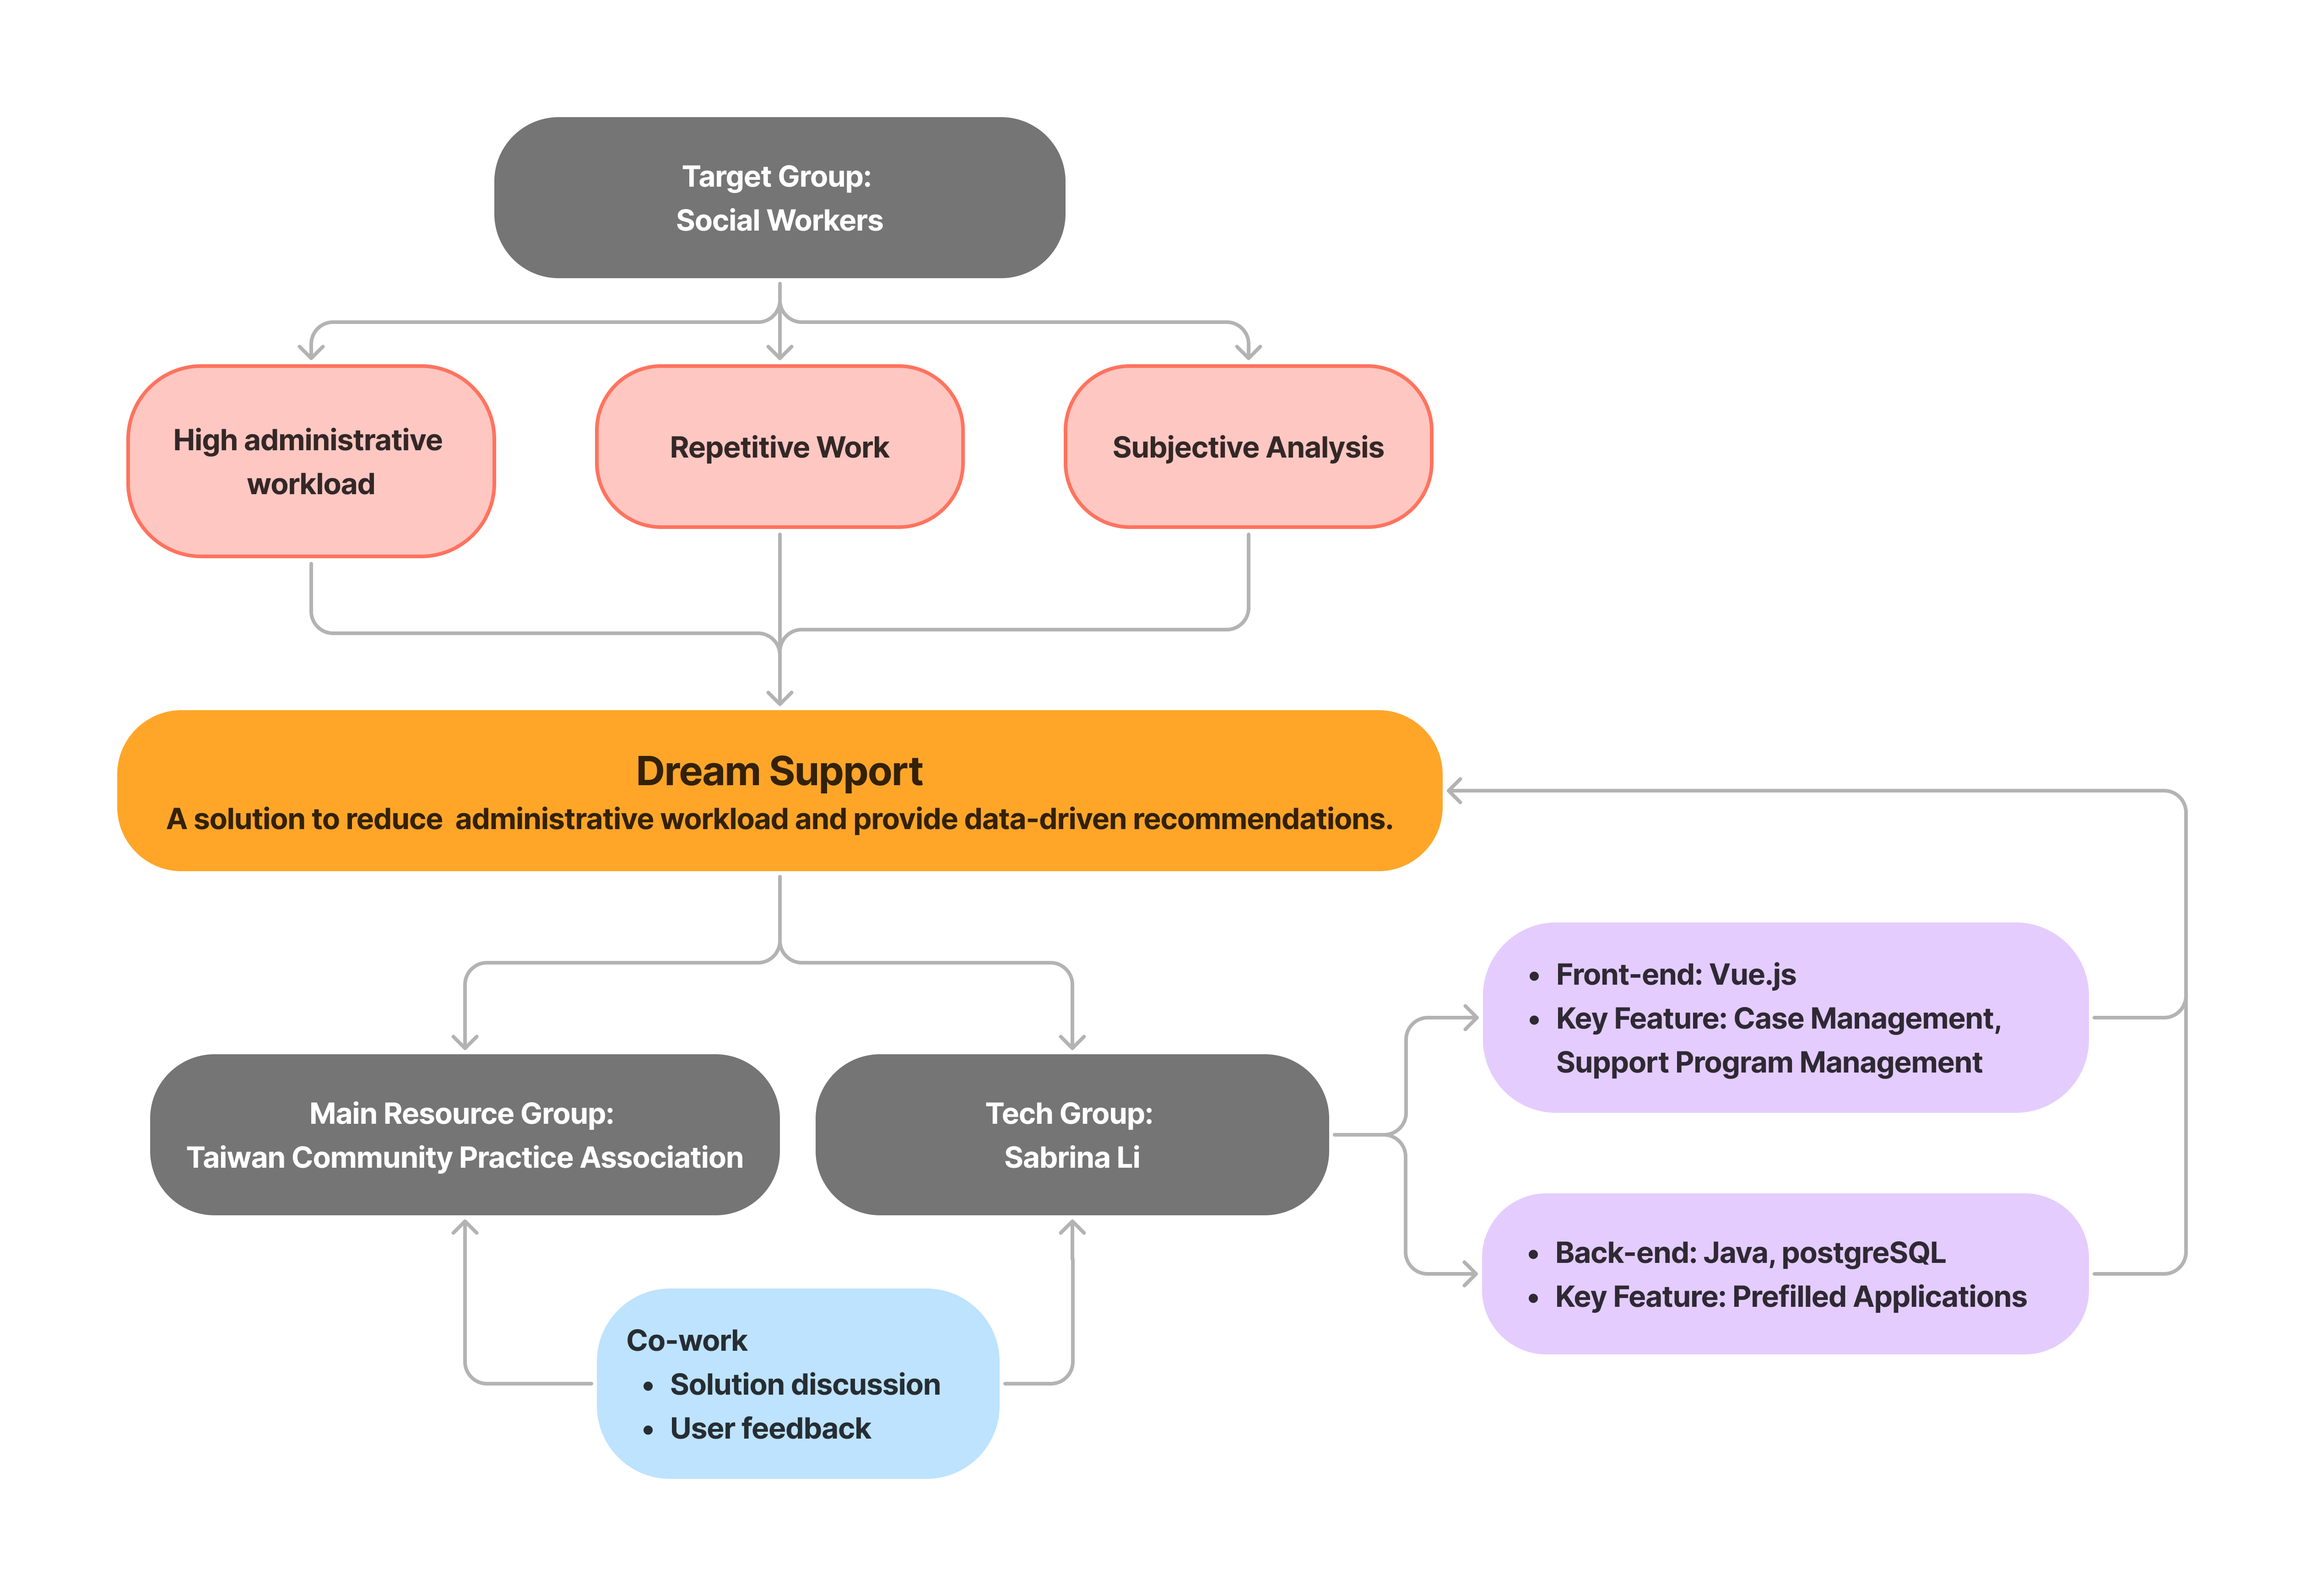 Target Group:
Social Workers
High administrative
workload
Repetitive Work
Subjective Analysis
Dream Support
A solution to reduce  administrative workload and provide data-driven recommendations.
Main Resource Group:
Taiwan Community Practice Association
Tech Group:
Sabrina Li
• Front-end: Vue.js
• Key Feature: Case Management,
Support Program Management
• Back-end: Java, postgreSQL
• Key Feature: Prefilled Applications
Co-work
• Solution discussion
• User feedback